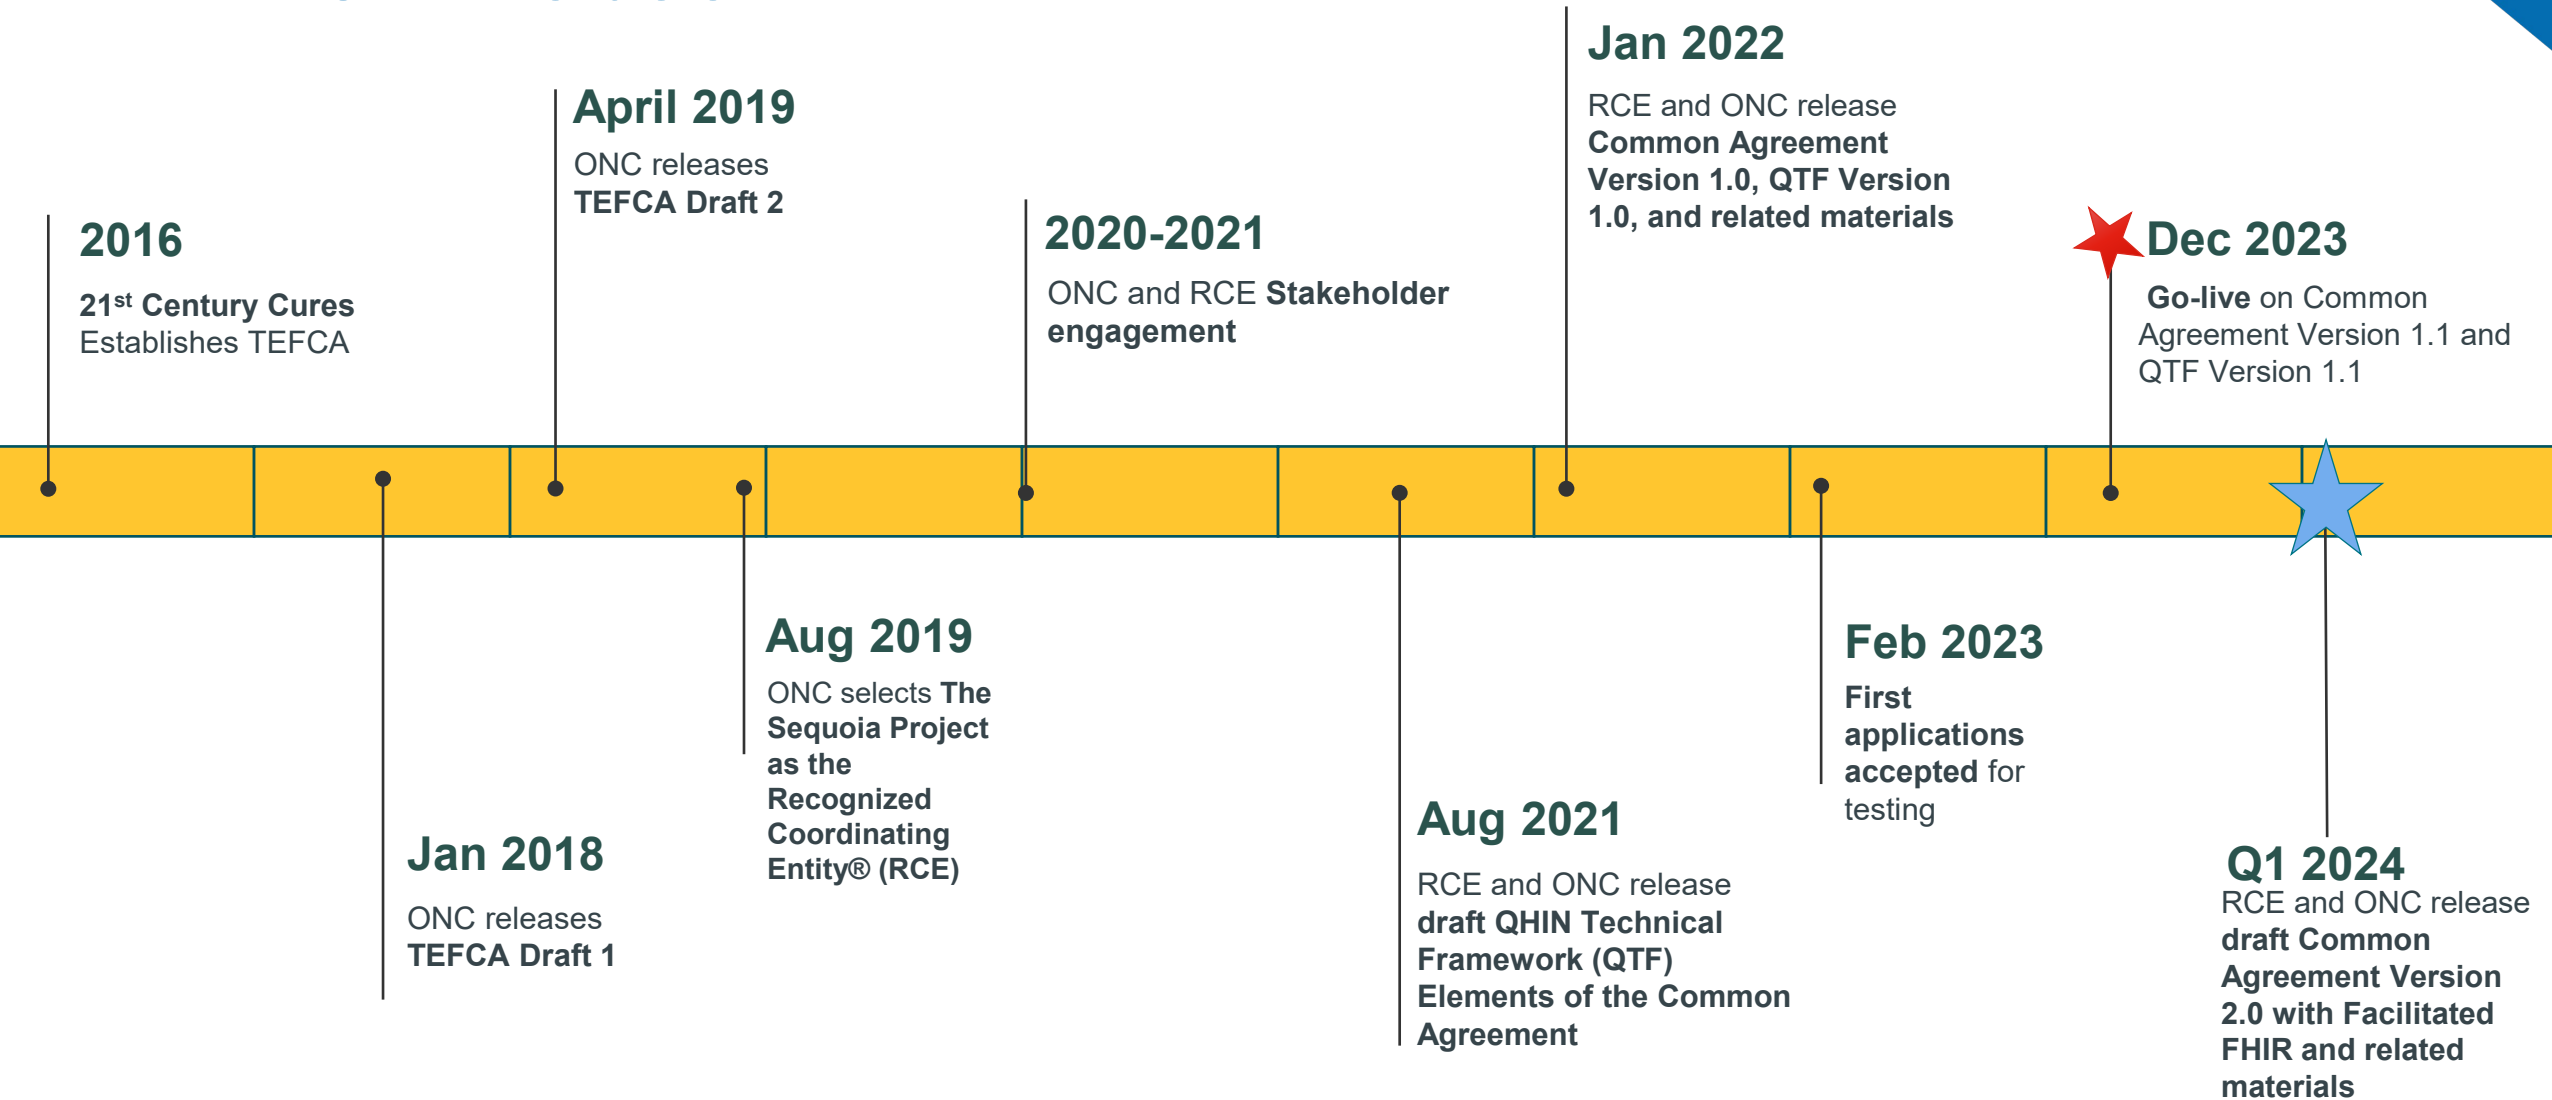 2016
21st Century Cures
Establishes TEFCA
Jan 2018
ONC releases
TEFCA Draft 1
April 2019
ONC releases
TEFCA Draft 2
Aug 2019
ONC selects The
Sequoia Project
as the
Recognized
Coordinating
Entity® (RCE)
2020-2021
ONC and RCE Stakeholder
engagement
Aug 2021
RCE and ONC release
draft QHIN Technical
Framework (QTF)
Elements of the Common
Agreement
Jan 2022
RCE and ONC release
Common Agreement
Version 1.0, QTF Version
1.0, and related materials
Feb 2023
First
applications
accepted for
testing
Dec 2023
Go-live on Common
Agreement Version 1.1 and
QTF Version 1.1
Q1 2024
RCE and ONC release
draft Common
Agreement Version
2.0 with Facilitated
FHIR and related
materials